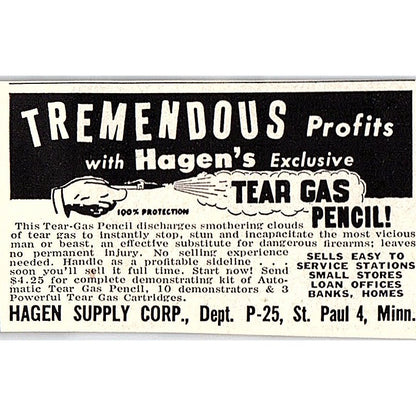 TREMENDOUS Profits
with Hagen's Exclusive
TEAR GAS
PENCIL!
100% PROTECTION
This Tear-Gas Pencil discharges smothering clouds
of tear gas to instantly stop, stun and incapacitate the most vicious
man or beast, an effective substitute for dangerous firearms; leaves
no permanent injury. No selling experience
needed. Handle as a profitable sideline . . .
soon you'll sell it full time. Start now! Send
$4.25 for complete demonstrating kit of Auto-
matic Tear Gas Pencil, 10 demonstrators & 3
Powerful Tear Gas Cartridges.
SELLS EASY TO
SERVICE STATIONS
SMALL STORES
LOAN OFFICES
BANKS, HOMES
HAGEN SUPPLY CORP., Dept. P-25, St. Paul 4, Minn.